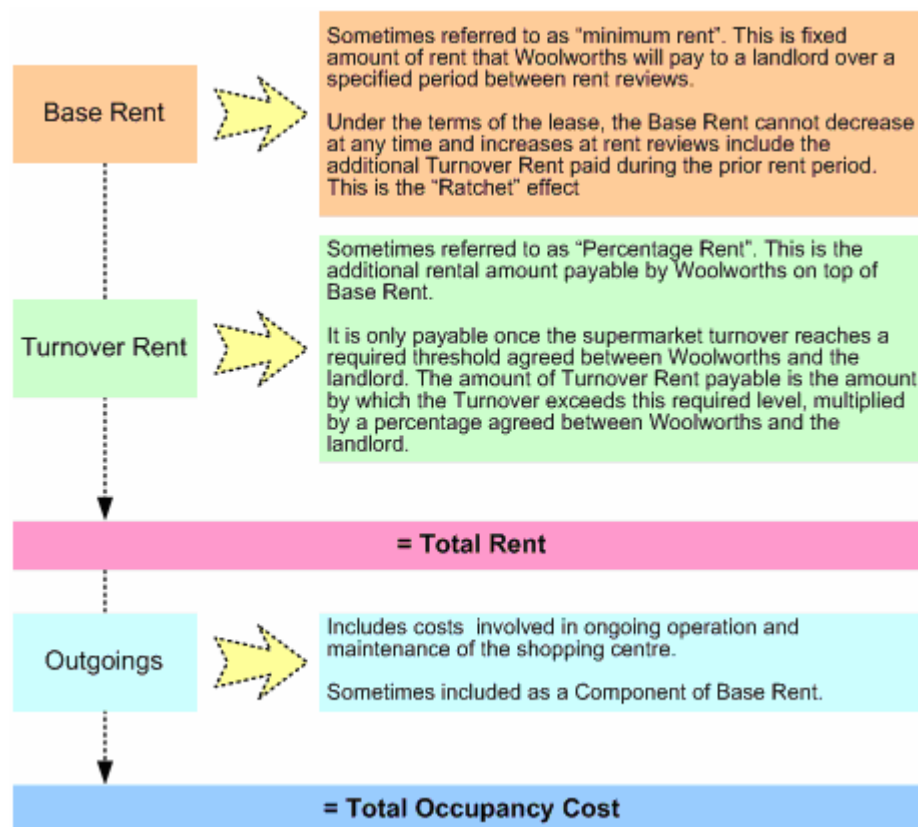 Base Rent
Sometimes referred to as “minimum rent”. This is fixed
amount of rent that Woolworths will pay to a landlord over a
specified period between rent reviews.
Under the terms of the lease, the Base Rent cannot decrease
at any time and increases at rent reviews include the
additional Turnover Rent paid during the prior rent period.
This is the “Ratchet” effect
Turnover Rent
Sometimes referred to as “Percentage Rent”. This is the
additional rental amount payable by Woolworths on top of
Base Rent.
It is only payable once the supermarket turnover reaches a
required threshold agreed between Woolworths and the
landlord. The amount of Turnover Rent payable is the amount
by which the Turnover exceeds this required level, multiplied
by a percentage agreed between Woolworths and the
landlord.
= Total Rent
Outgoings
Includes costs involved in ongoing operation and
maintenance of the shopping centre.
Sometimes included as a Component of Base Rent.
= Total Occupancy Cost